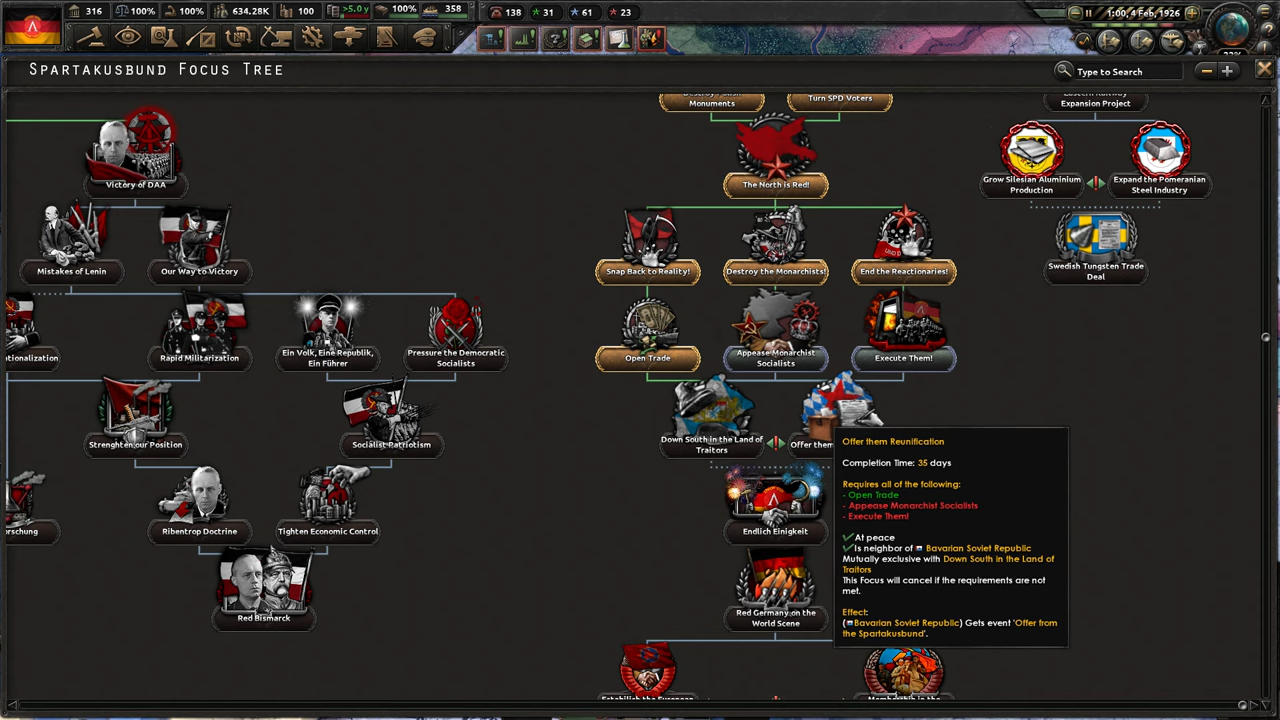 316
100%
100%
634.28K
100
>5.0 y
100%
358
138
31
61
23
1:00, 4 Feb, 1926
Spartakusbund Focus Tree
Type to Search
Monuments
Turn SPD Voters
Expansion Project
Victory of DAA
The North is Red!
Grow Silesian Aluminium
Production
Expand the Pomeranian
Steel Industry
Mistakes of Lenin
Our Way to Victory
Snap Back to Reality!
Destroy the Monarchists!
End the Reactionaries!
Swedish Tungsten Trade
Deal
ationalization
Rapid Militarization
Ein Volk, Eine Republik,
Ein Führer
Pressure the Democratic
Socialists
Open Trade
Appease Monarchist
Socialists
Execute Them!
Strenghten our Position
Socialist Patriotism
Down South in the Land of
Traitors
Offer them
Offer them Reunification
Completion Time: 35 days
Requires all of the following:
- Open Trade
- Appease Monarchist Socialists
- Execute Them!
At peace
Is neighbor of Bavarian Soviet Republic
Mutually exclusive with Down South in the Land of
Traitors
This Focus will cancel if the requirements are not
met.
Effect:
(Bavarian Soviet Republic) Gets event 'Offer from
the Spartakusbund'.
orschung
Ribentrop Doctrine
Tighten Economic Control
Endlich Einigkeit
Red Bismarck
Red Germany on the
World Scene